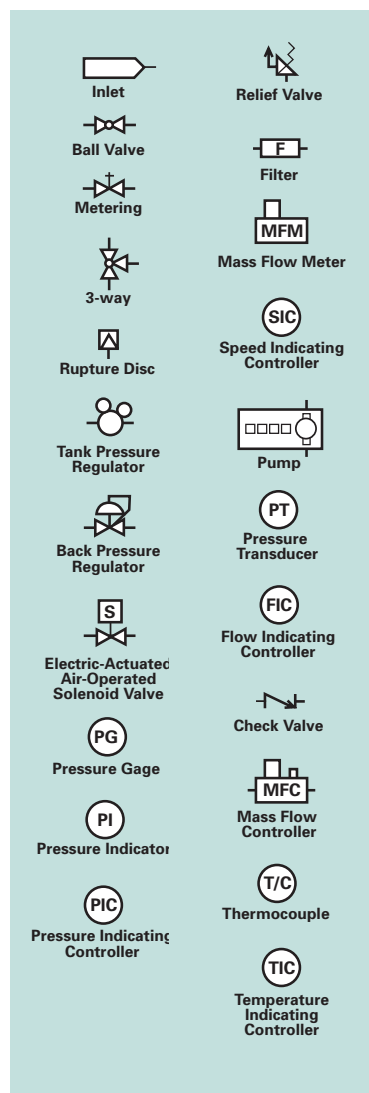 Inlet
Ball Valve
Metering
3-way
Rupture Disc
Tank Pressure
Regulator
Back Pressure
Regulator
S
Electric-Actuated
Air-Operated
Solenoid Valve
PG
Pressure Gage
PI
Pressure Indicator
PIC
Pressure Indicating
Controller
Relief Valve
F
Filter
MFM
Mass Flow Meter
SIC
Speed Indicating
Controller
Pump
PT
Pressure
Transducer
FIC
Flow Indicating
Controller
Check Valve
MFC
Mass Flow
Controller
T/C
Thermocouple
TIC
Temperature
Indicating
Controller